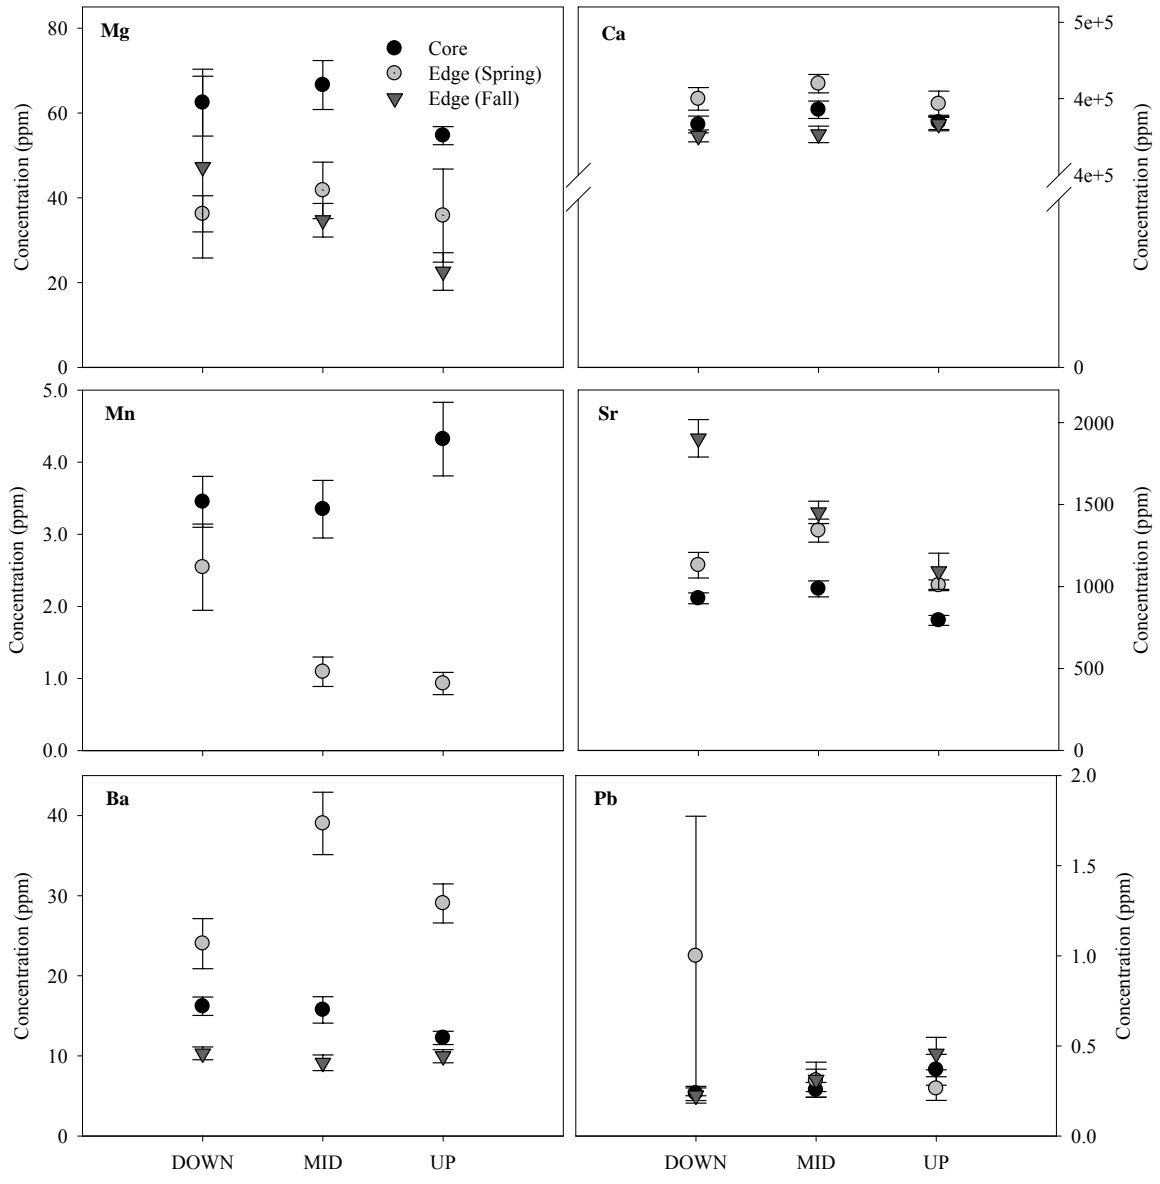 Mg
Core
Edge (Spring)
Edge (Fall)
80
60
40
20
0
Concentration (ppm)
Ca
5e+5
4e+5
4e+5
0
Concentration (ppm)
Mn
5.0
4.0
3.0
2.0
1.0
0.0
Concentration (ppm)
Sr
2000
1500
1000
500
0
Concentration (ppm)
Ba
40
30
20
10
0
Concentration (ppm)
DOWN MID UP
Pb
2.0
1.5
1.0
0.5
0.0
Concentration (ppm)
DOWN MID UP